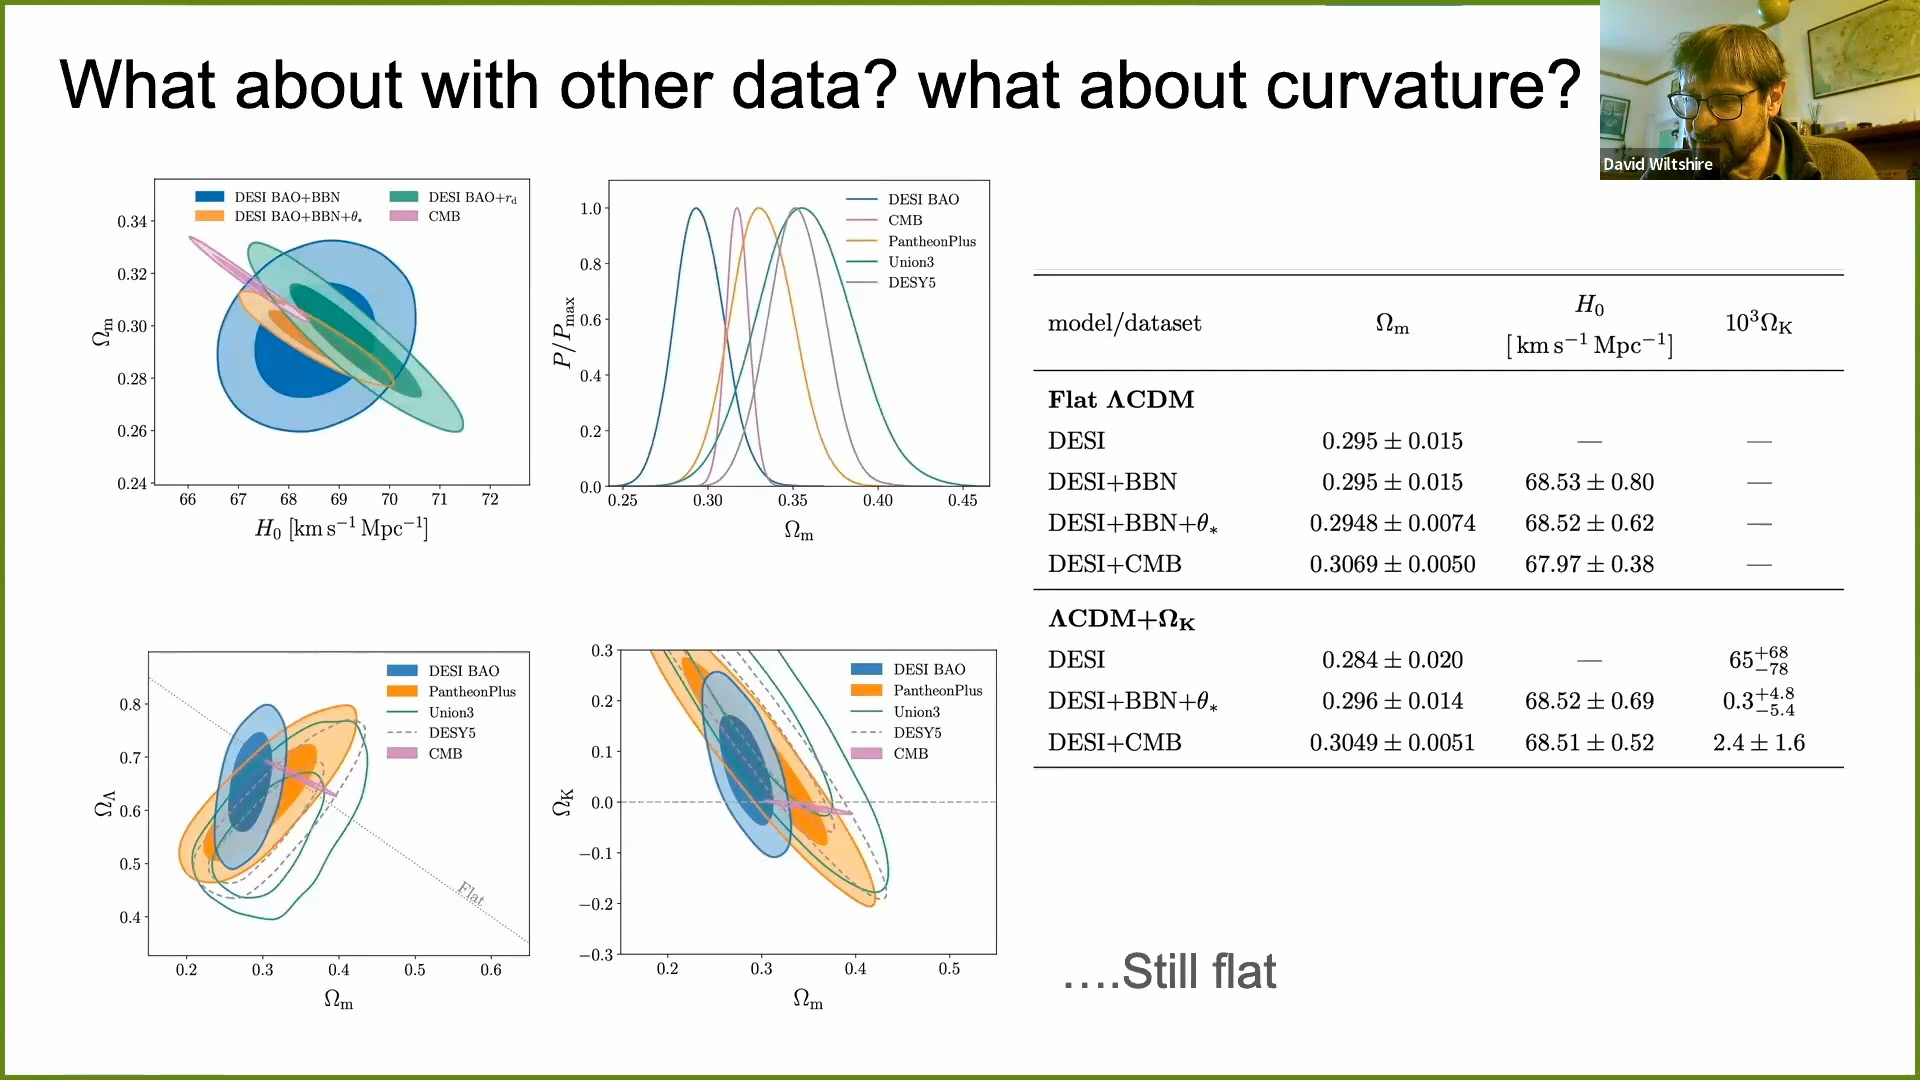 What about with other data? what about curvature?
David Wiltshire
DESI BAO+BBN
DESI BAO+BBN+θ∗
DESI BAO+r_d
CMB
0.34
0.32
0.30
0.28
0.26
0.24
Ω_m
66 67 68 69 70 71 72
H_0 [km s^−1 Mpc^−1]
DESI BAO
CMB
PantheonPlus
Union3
DESY5
1.0
0.8
0.6
0.4
0.2
0.0
P/P_max
0.25 0.30 0.35 0.40 0.45
Ω_m
model/dataset Ω_m H_0 10^3Ω_K
[km s^−1 Mpc^−1]
Flat ΛCDM
DESI 0.295 ± 0.015 — —
DESI+BBN 0.295 ± 0.015 68.53 ± 0.80 —
DESI+BBN+θ∗ 0.2948 ± 0.0074 68.52 ± 0.62 —
DESI+CMB 0.3069 ± 0.0050 67.97 ± 0.38 —
ΛCDM+Ω_K
DESI 0.284 ± 0.020 — 65^+68_−78
DESI+BBN+θ∗ 0.296 ± 0.014 68.52 ± 0.69 0.3^+4.8_−5.4
DESI+CMB 0.3049 ± 0.0051 68.51 ± 0.52 2.4 ± 1.6
DESI BAO
PantheonPlus
Union3
DESY5
CMB
0.8
0.7
0.6
0.5
0.4
Ω_Λ
Flat
0.2 0.3 0.4 0.5 0.6
Ω_m
DESI BAO
PantheonPlus
Union3
DESY5
CMB
0.3
0.2
0.1
0.0
−0.1
−0.2
−0.3
Ω_K
0.2 0.3 0.4 0.5
Ω_m
....Still flat